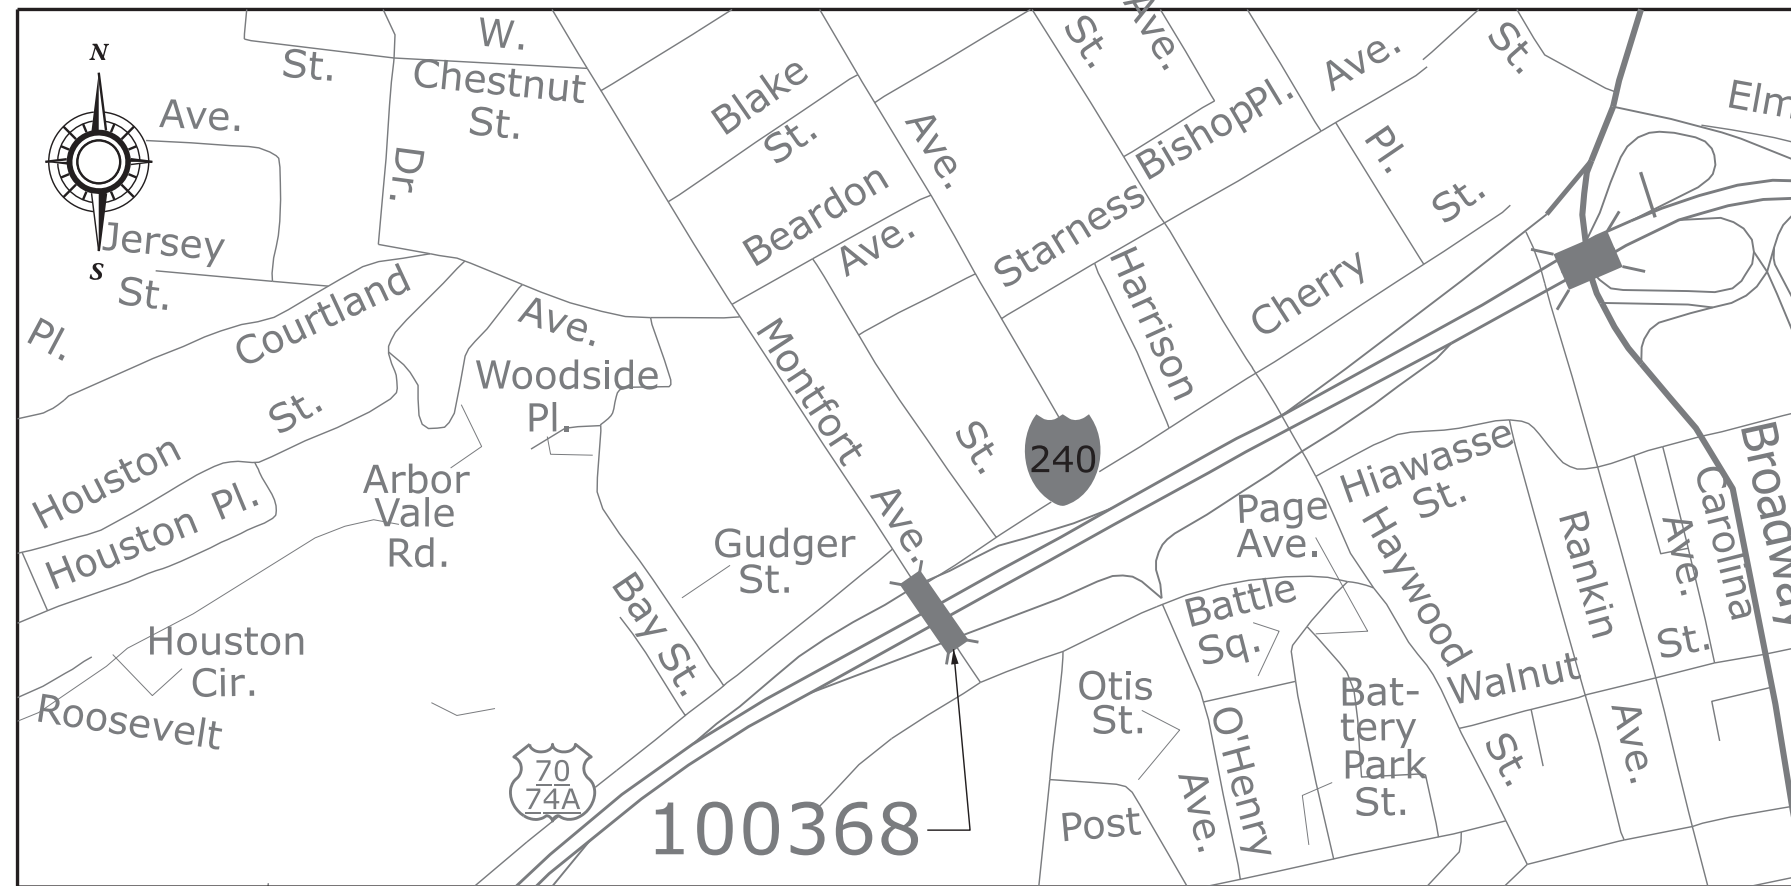 N
S
W.
Chestnut
St.
St.
Ave.
Dr.
Jersey
St.
Pl.
Courtland
St.
Ave.
Houston
Houston Pl.
Woodside
Pl.
Arbor
Vale
Rd.
Houston
Cir.
Roosevelt
Blake
St.
Beardon
Ave.
Ave.
Montfort
Ave.
St.
Gudger
St.
Bay St.
St.
Ave.
Bishop
Pl.
Ave.
St.
Starness
Harrison
Pl.
St.
Cherry
Elm
240
Hiawasse
St.
Page
Ave.
Haywood
Rankin
Ave.
Carolina
Ave.
Broadway
Battle
Sq.
Walnut
St.
St.
Otis
St.
O'Henry
Ave.
Bat-
tery
Park
St.
Post
70
74A
100368